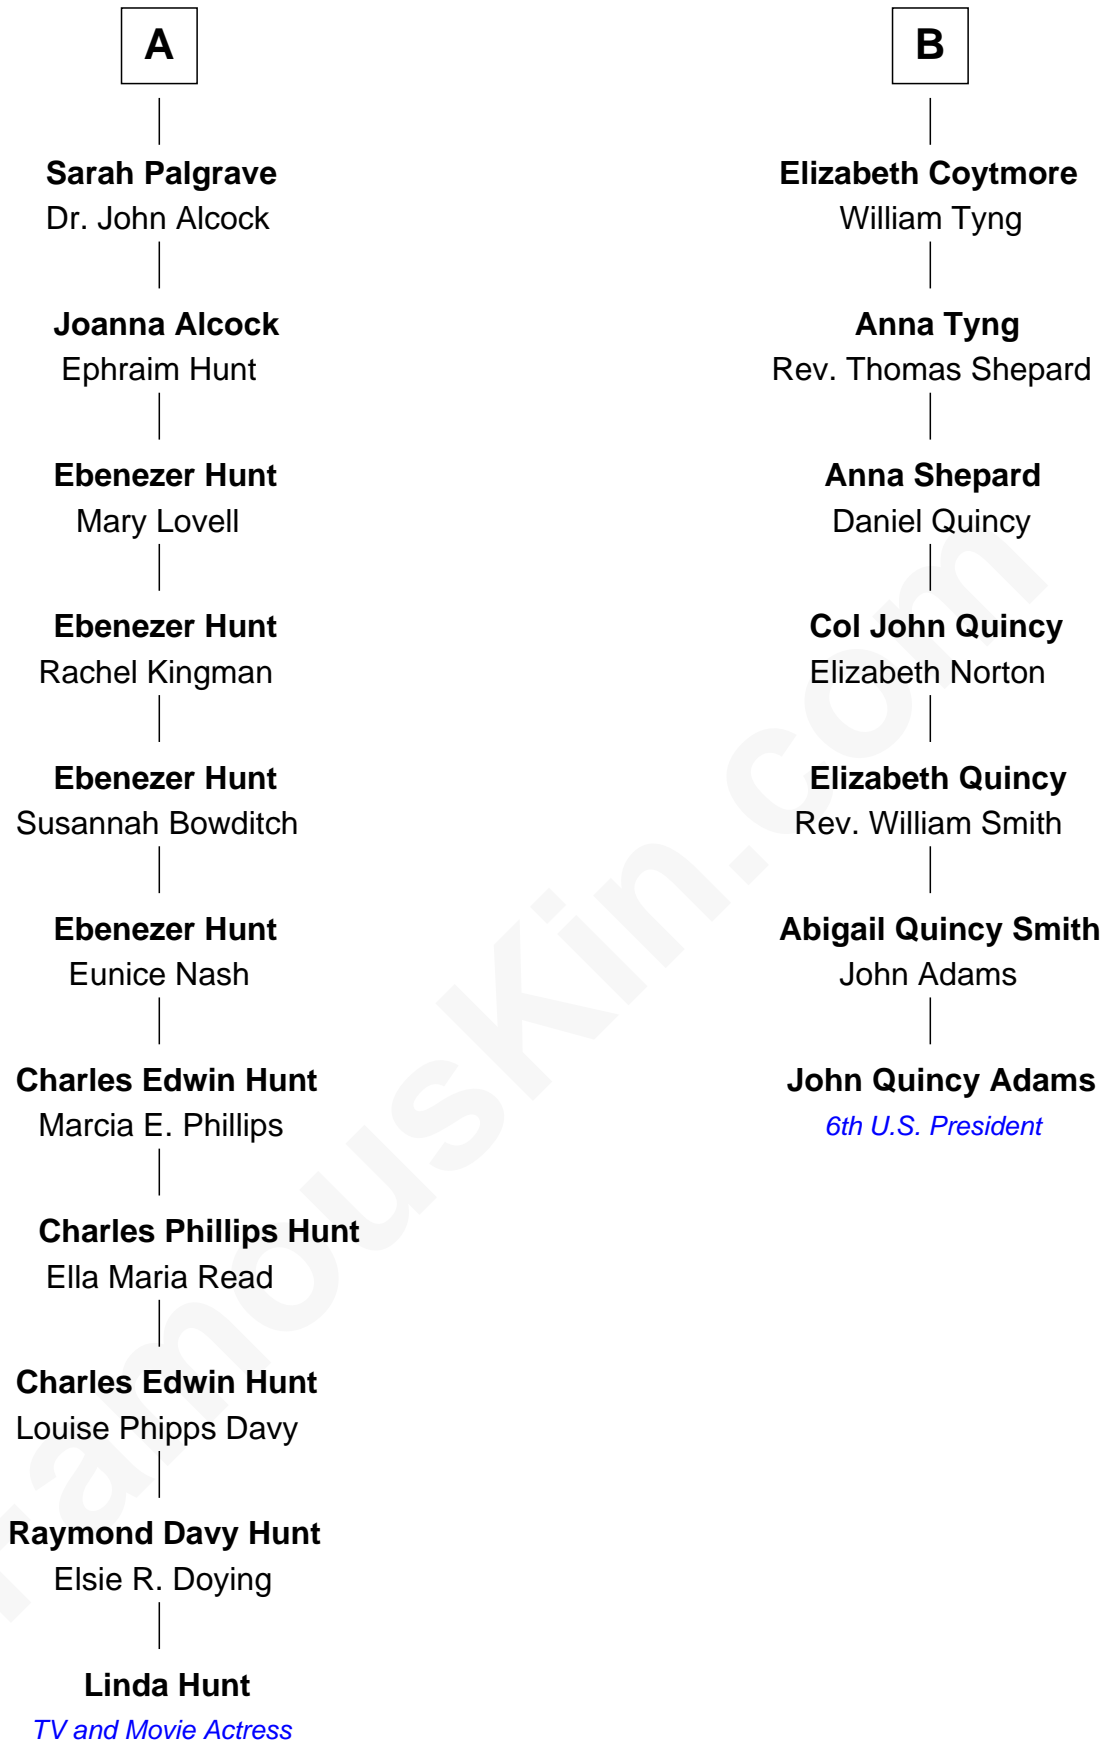 A
Sarah Palgrave
Dr. John Alcock
Joanna Alcock
Ephraim Hunt
Ebenezer Hunt
Mary Lovell
Ebenezer Hunt
Rachel Kingman
Ebenezer Hunt
Susannah Bowditch
Ebenezer Hunt
Eunice Nash
Charles Edwin Hunt
Marcia E. Phillips
Charles Phillips Hunt
Ella Maria Read
Charles Edwin Hunt
Louise Phipps Davy
Raymond Davy Hunt
Elsie R. Doying
Linda Hunt
TV and Movie Actress
B
Elizabeth Coytmore
William Tyng
Anna Tyng
Rev. Thomas Shepard
Anna Shepard
Daniel Quincy
Col John Quincy
Elizabeth Norton
Elizabeth Quincy
Rev. William Smith
Abigail Quincy Smith
John Adams
John Quincy Adams
6th U.S. President
FamousKin.com